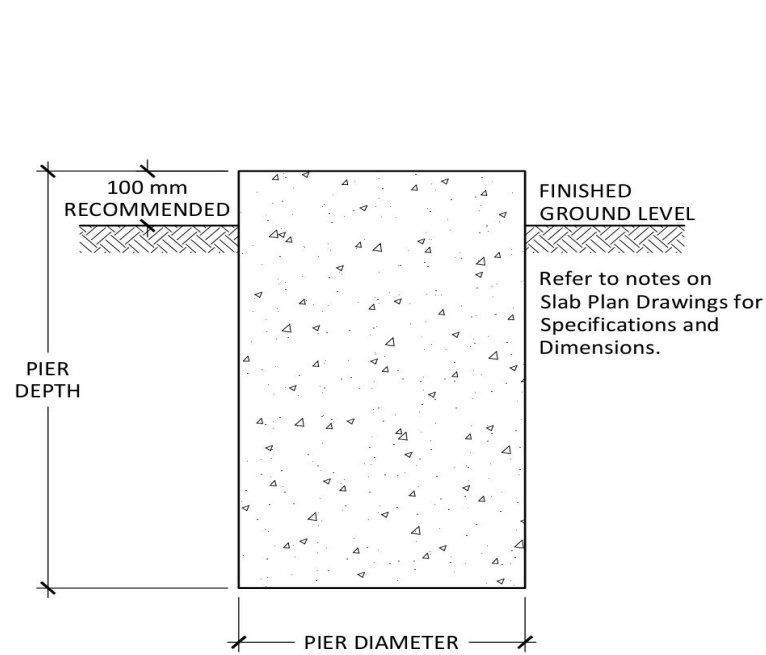 100 mm
RECOMMENDED
FINISHED
GROUND LEVEL
Refer to notes on
Slab Plan Drawings for
Specifications and
Dimensions.
PIER
DEPTH
PIER DIAMETER